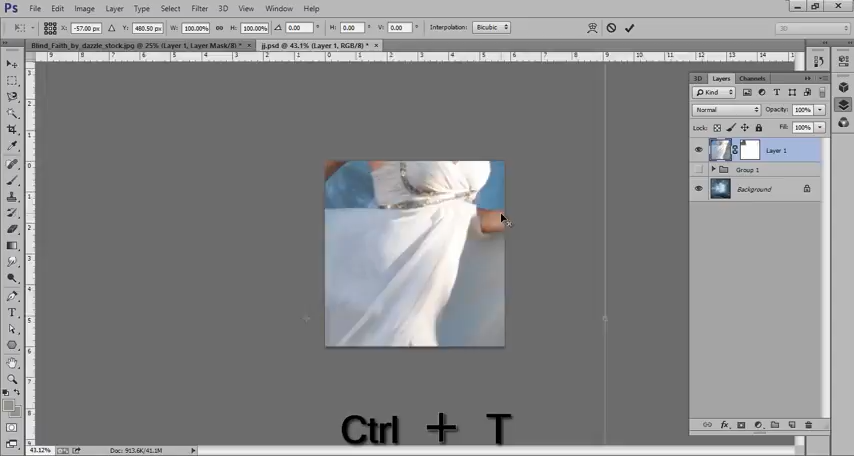 Ps File Edit Image Layer Type Select Filter 3D View Window Help
X: -57.00 px Y: 480.50 px W: 100.00% H: 100.00% 0.00 ° H: 0.00 ° V: 0.00 ° Interpolation: Bicubic 3D
Blind_Faith_by_dazzle_stock.jpg @ 25% (Layer 1, Layer Mask/8) * × jj.psd @ 43.1% (Layer 1, RGB/8) * ×
3D Layers Channels
Kind
Normal Opacity: 100%
Lock: Fill: 100%
Layer 1
Group 1
Background
Ctrl + T
43.12% Doc: 913.6K/41.1M